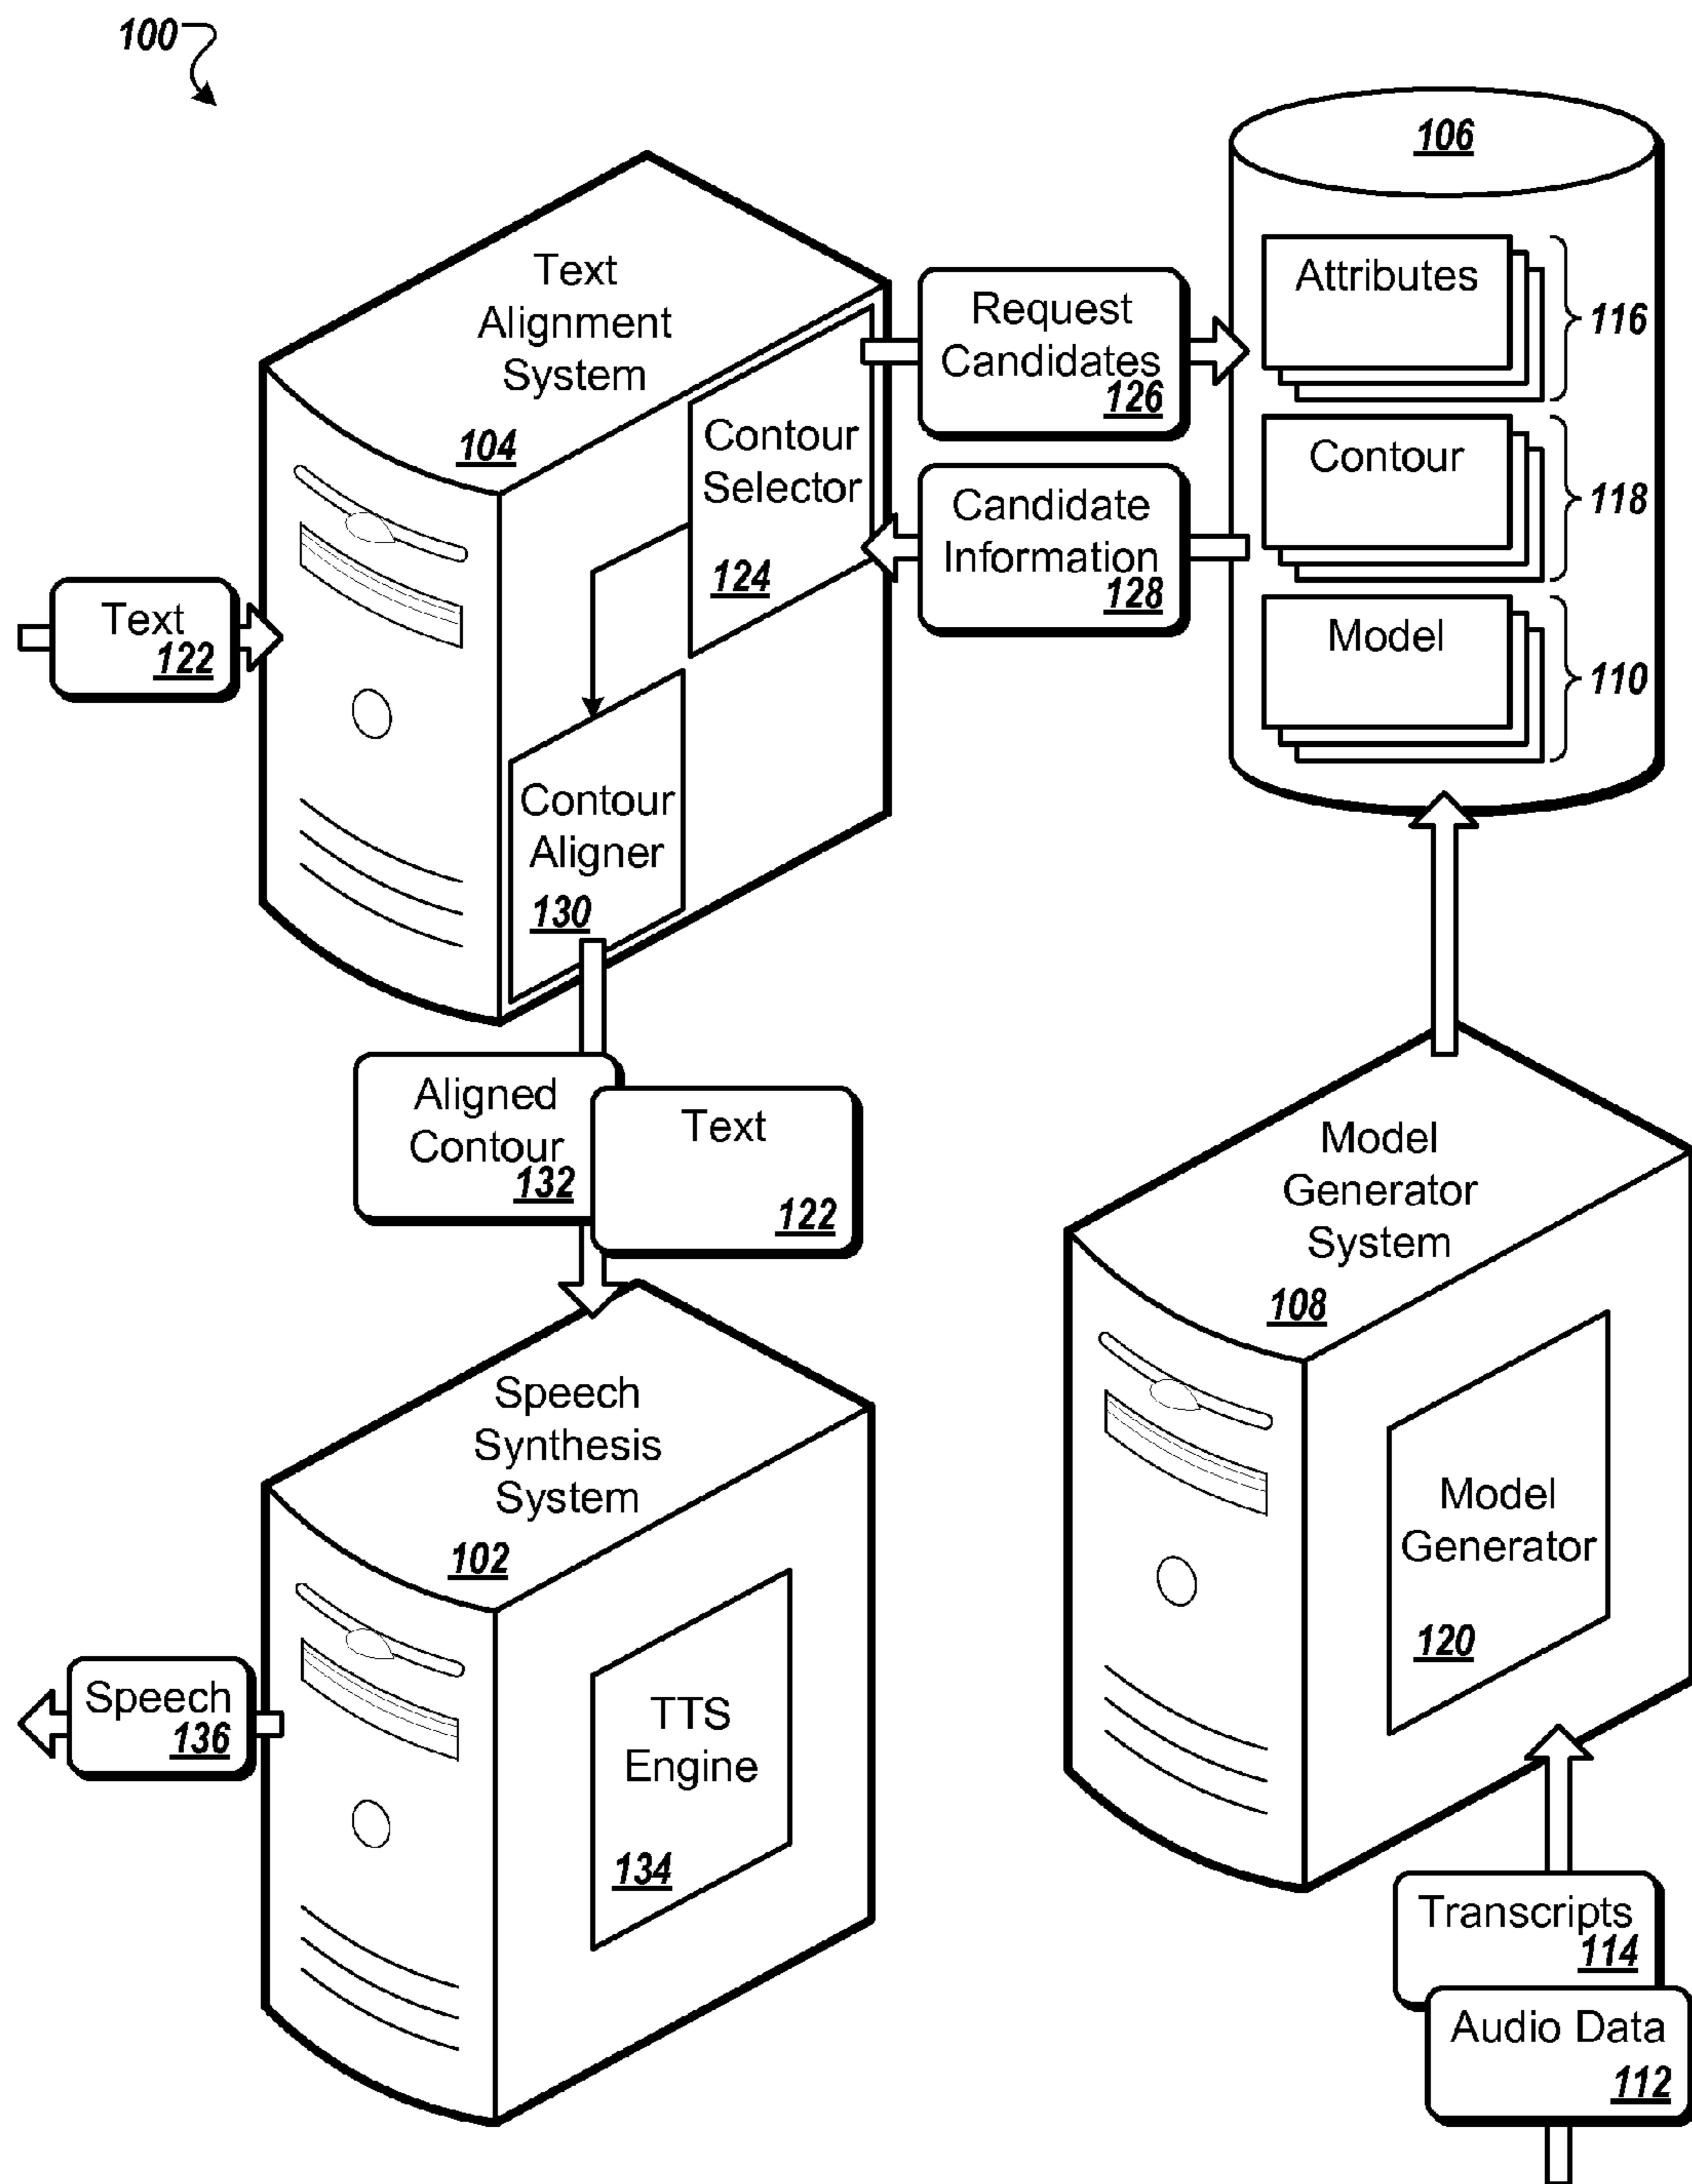 100
106
Attributes
116
Contour
118
Model
110
Text
Alignment
System
104
Request
Candidates
126
Candidate
Information
128
Contour
Selector
124
Text
122
Contour
Aligner
130
Aligned
Contour
132
Text
122
Model
Generator
System
108
Model
Generator
120
Speech
Synthesis
System
102
TTS
Engine
134
Speech
136
Transcripts
114
Audio Data
112